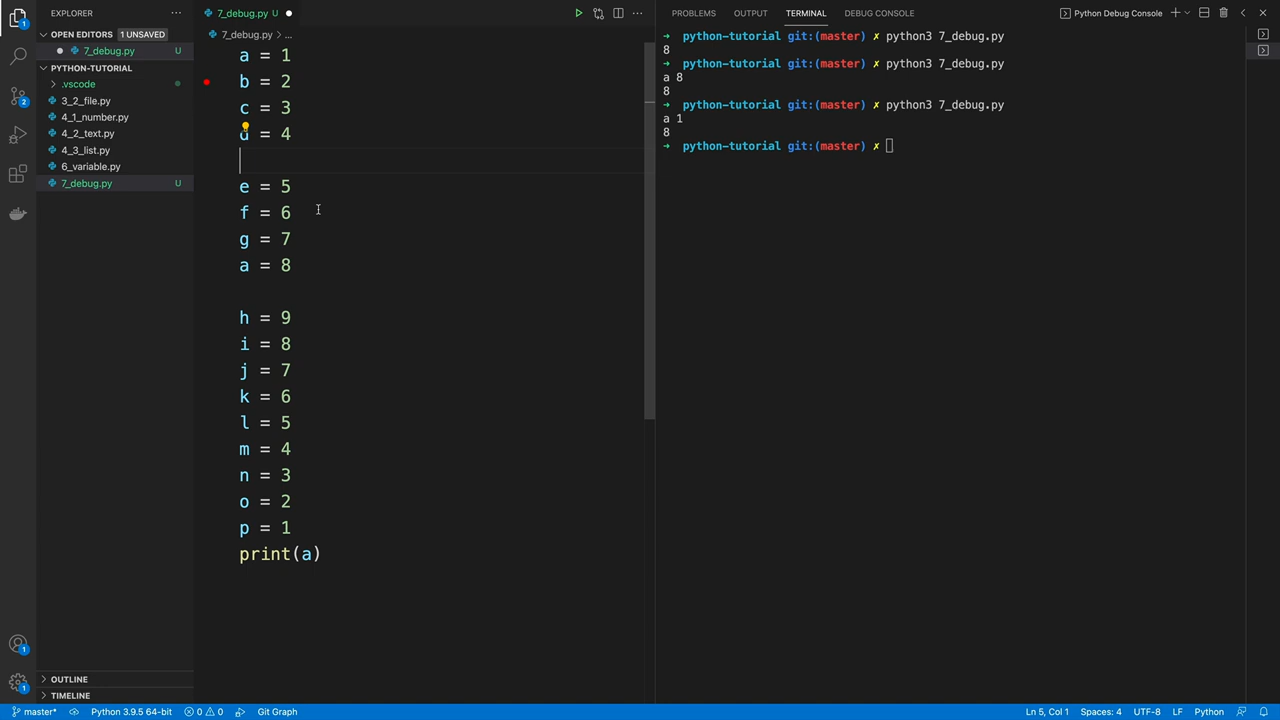 EXPLORER
OPEN EDITORS 1 UNSAVED
7_debug.py U
PYTHON-TUTORIAL
.vscode
3_2_file.py
4_1_number.py
4_2_text.py
4_3_list.py
6_variable.py
7_debug.py U
OUTLINE
TIMELINE
1
2
1
1
7_debug.py U
7_debug.py > ...
a = 1
b = 2
c = 3
d = 4
e = 5
f = 6
g = 7
a = 8
h = 9
i = 8
j = 7
k = 6
l = 5
m = 4
n = 3
o = 2
p = 1
print(a)
PROBLEMS OUTPUT TERMINAL DEBUG CONSOLE Python Debug Console
→ python-tutorial git:(master) ✗ python3 7_debug.py
8
→ python-tutorial git:(master) ✗ python3 7_debug.py
a 8
8
→ python-tutorial git:(master) ✗ python3 7_debug.py
a 1
8
→ python-tutorial git:(master) ✗
master* Python 3.9.5 64-bit 0 0 Git Graph Ln 5, Col 1 Spaces: 4 UTF-8 LF Python